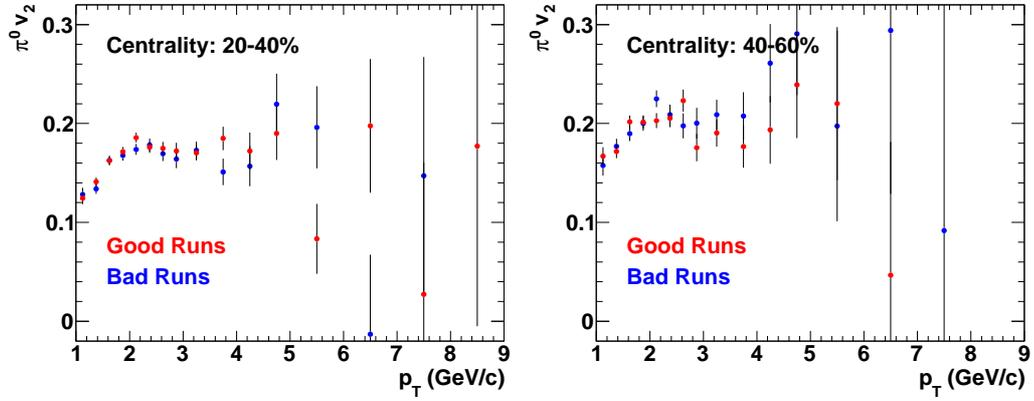 π⁰ v₂
0.3
0.2
0.1
0
Centrality: 20-40%
Good Runs
Bad Runs
1 2 3 4 5 6 7 8 9
p_T (GeV/c)
π⁰ v₂
0.3
0.2
0.1
0
Centrality: 40-60%
Good Runs
Bad Runs
1 2 3 4 5 6 7 8 9
p_T (GeV/c)